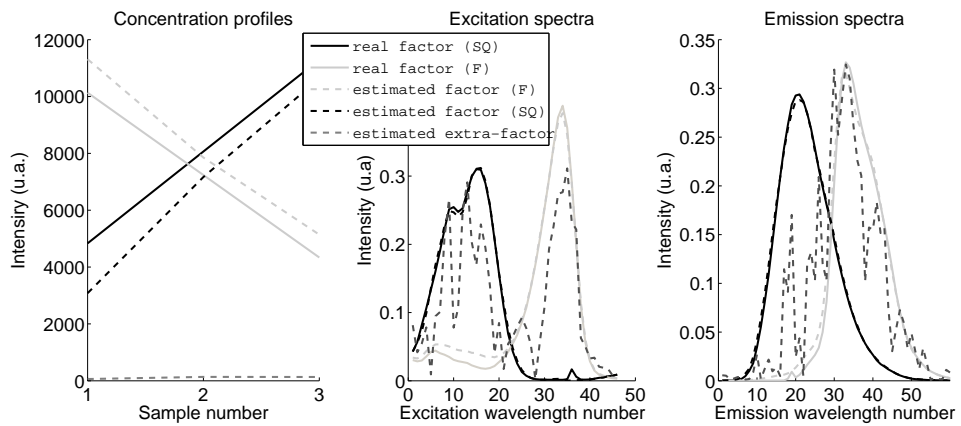 Concentration profiles
Intensiry (u.a.)
12000
10000
8000
6000
4000
2000
0
1
2
3
Sample number
real factor (SQ)
real factor (F)
estimated factor (F)
estimated factor (SQ)
estimated extra-factor
Excitation spectra
Intensity (u.a)
0.3
0.2
0.1
0
0
10
20
30
40
50
Excitation wavelength number
Emission spectra
Intensity (u.a.)
0.35
0.3
0.25
0.2
0.15
0.1
0.05
0
0
10
20
30
40
50
Emission wavelength number